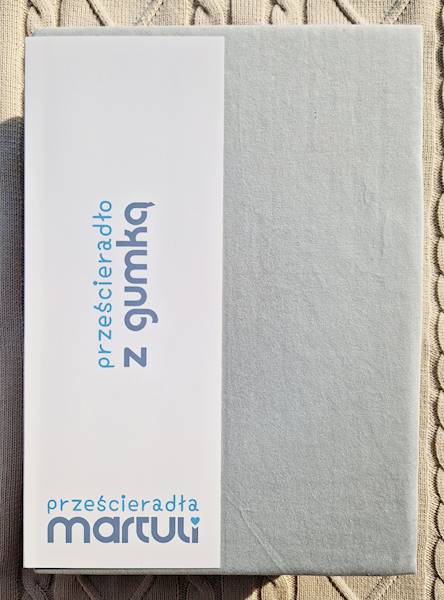 prześcieradło
z gumką
prześcieradła
martuli